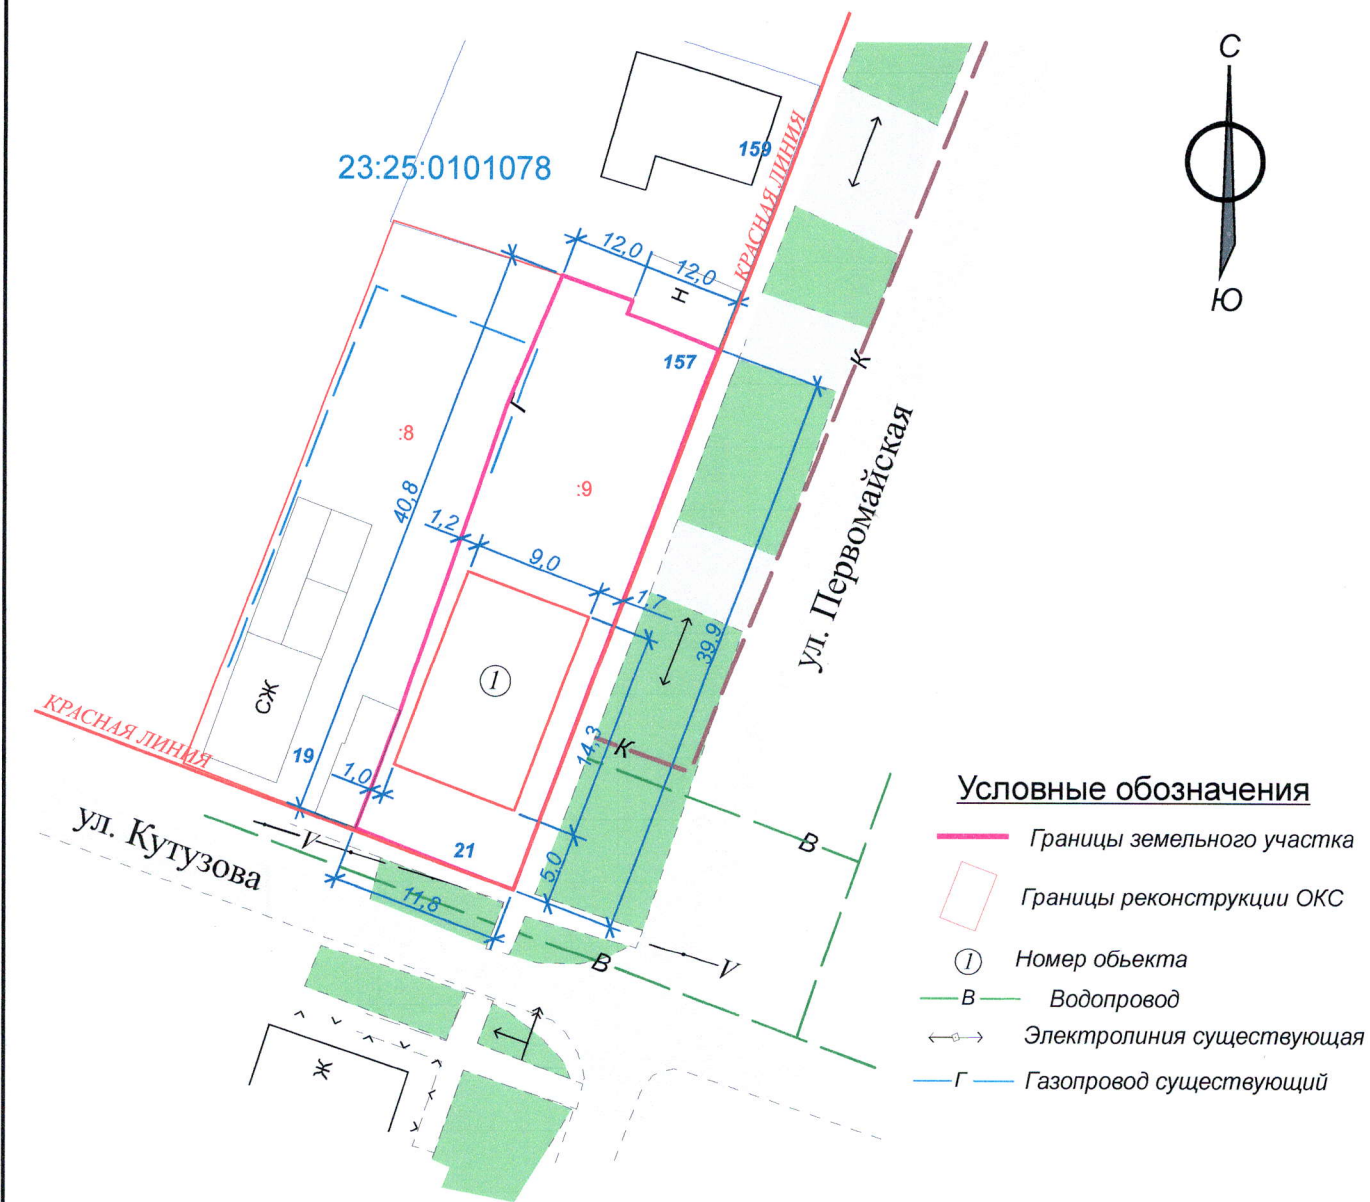 С
Ю
КРАСНАЯ ЛИНИЯ
159
23:25:0101078
12,0
12,0
Н
157
К
Г
:8
:9
ул. Первомайская
40,8
1,2
9,0
1.7
39,9
1
СЖ
14,3
К
КРАСНАЯ ЛИНИЯ
19
1,0
ул. Кутузова
V
21
5,0
11,8
В
В
V
Ж
Условные обозначения
Границы земельного участка
Границы реконструкции ОКС
1 Номер обьекта
В Водопровод
Электролиния существующая
Г Газопровод существующий